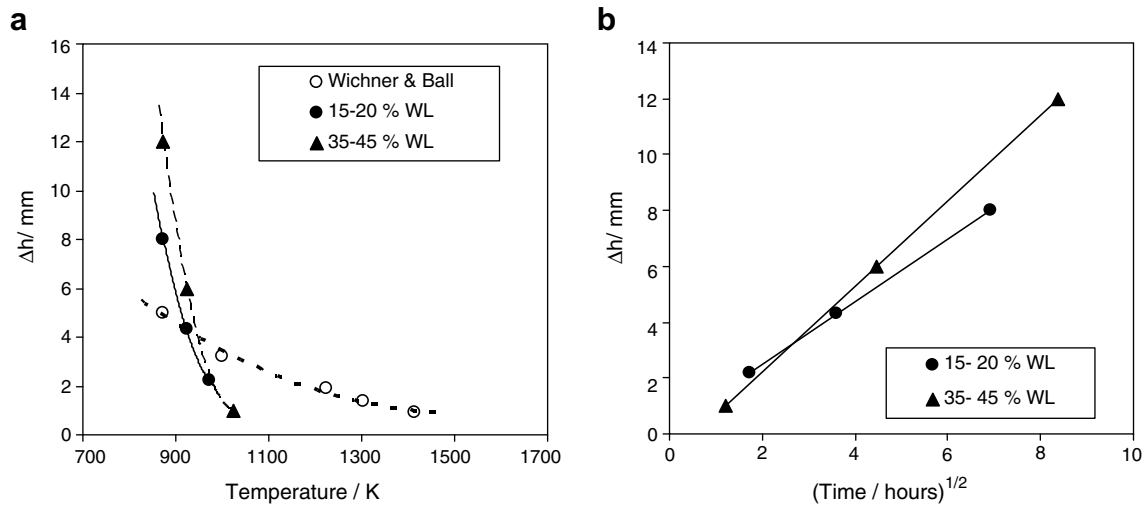 a
16
14
12
10
8
6
4
2
0
Δh/ mm
700 900 1100 1300 1500 1700
Temperature / K
Wichner & Ball
15-20 % WL
35-45 % WL
b
14
12
10
8
6
4
2
0
Δh/ mm
0 2 4 6 8 10
(Time / hours)^1/2
15- 20 % WL
35- 45 % WL